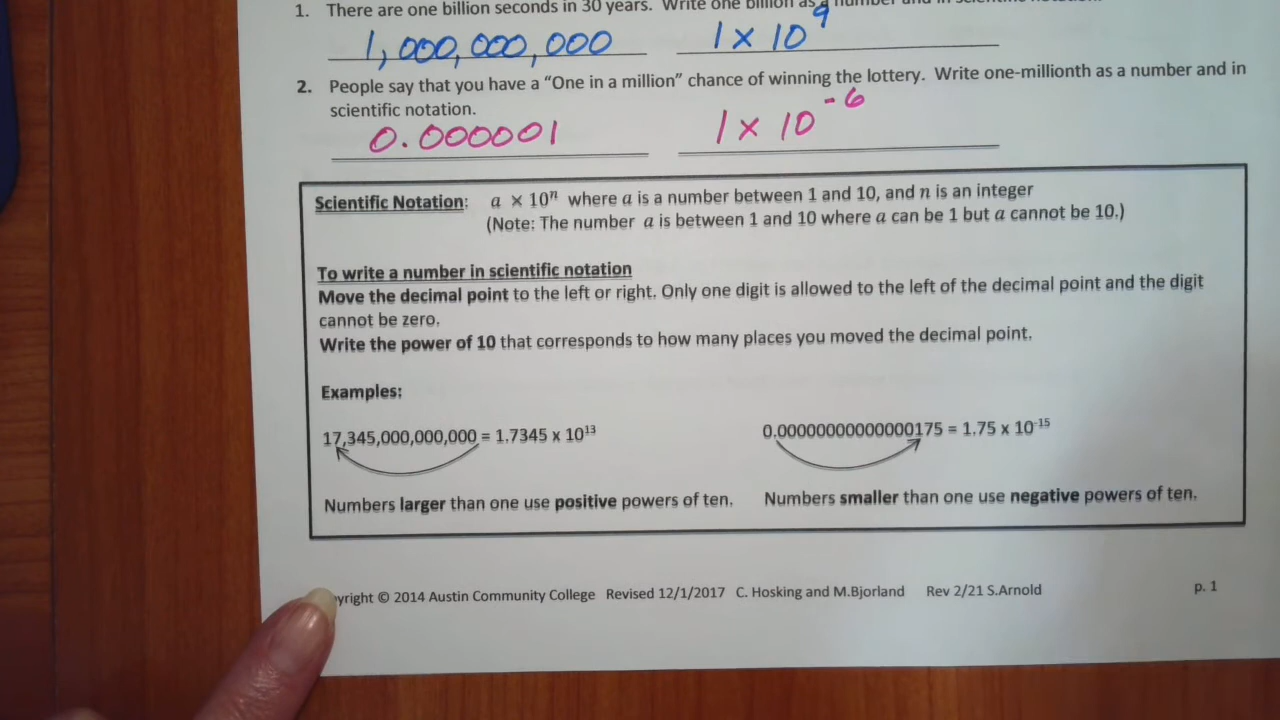 1. There are one billion seconds in 30 years. Write one billion as a number and in scientific notation.
1,000,000,000 1 x 10⁹
2. People say that you have a “One in a million” chance of winning the lottery. Write one-millionth as a number and in
scientific notation.
0.000001 1 x 10⁻⁶
Scientific Notation: a × 10ⁿ where a is a number between 1 and 10, and n is an integer
(Note: The number a is between 1 and 10 where a can be 1 but a cannot be 10.)
To write a number in scientific notation
Move the decimal point to the left or right. Only one digit is allowed to the left of the decimal point and the digit
cannot be zero.
Write the power of 10 that corresponds to how many places you moved the decimal point.
Examples:
17,345,000,000,000 = 1.7345 x 10¹³ 0.00000000000000175 = 1.75 x 10⁻¹⁵
Numbers larger than one use positive powers of ten. Numbers smaller than one use negative powers of ten.
yright © 2014 Austin Community College Revised 12/1/2017 C. Hosking and M.Bjorland Rev 2/21 S.Arnold p. 1